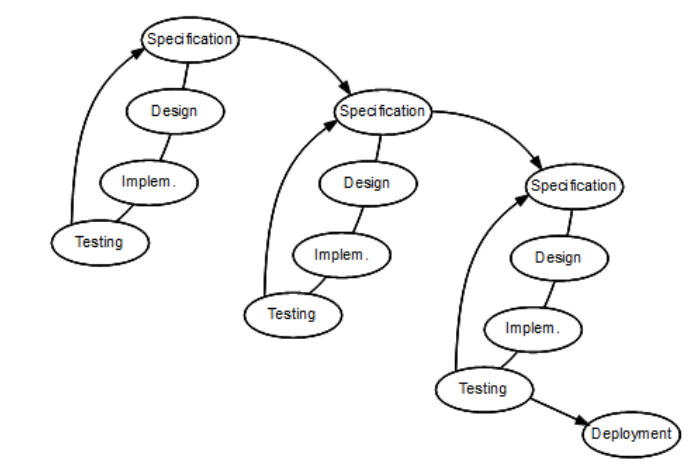 Specification
Design
Implem.
Testing
Specification
Design
Implem.
Testing
Specification
Design
Implem.
Testing
Deployment